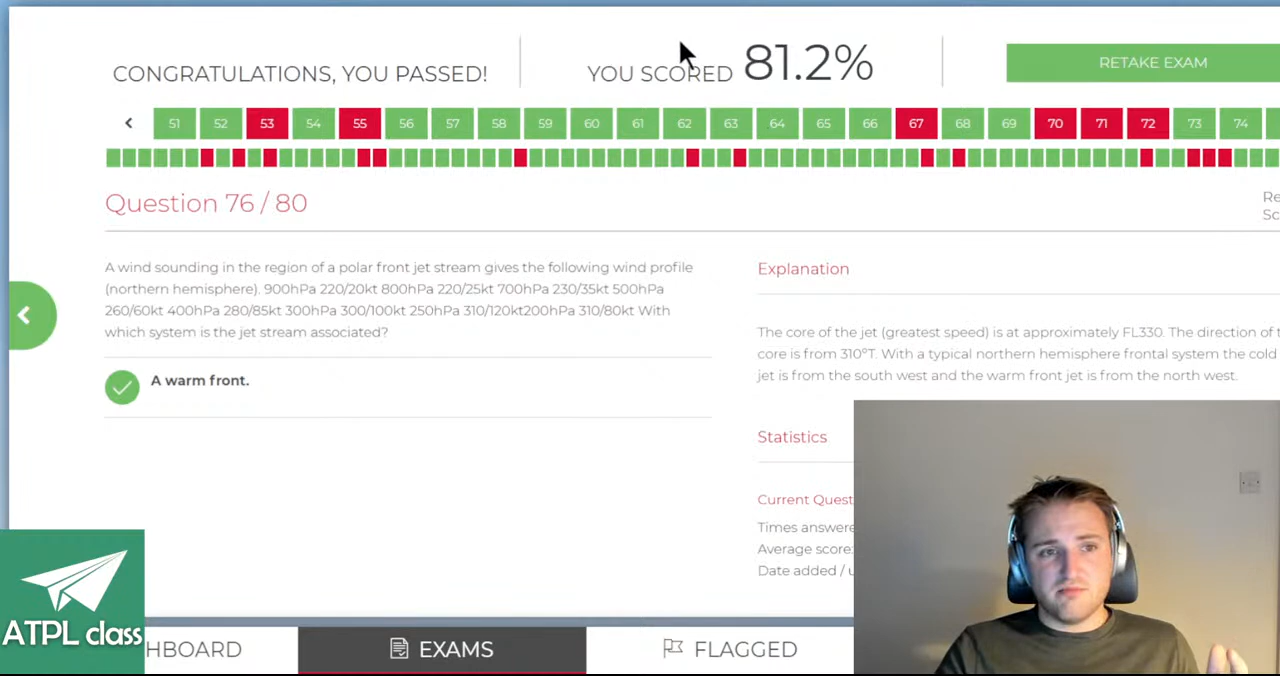 CONGRATULATIONS, YOU PASSED!
YOU SCORED 81.2%
RETAKE EXAM
51 52 53 54 55 56 57 58 59 60 61 62 63 64 65 66 67 68 69 70 71 72 73 74
Question 76 / 80
A wind sounding in the region of a polar front jet stream gives the following wind profile
(northern hemisphere). 900hPa 220/20kt 800hPa 220/25kt 700hPa 230/35kt 500hPa
260/60kt 400hPa 280/85kt 300hPa 300/100kt 250hPa 310/120kt200hPa 310/80kt With
which system is the jet stream associated?
A warm front.
Explanation
The core of the jet (greatest speed) is at approximately FL330. The direction of
core is from 310°T. With a typical northern hemisphere frontal system the cold
jet is from the south west and the warm front jet is from the north west.
Statistics
Current Quest
Times answere
Average score:
Date added /
ATPL class
HBOARD
EXAMS
FLAGGED